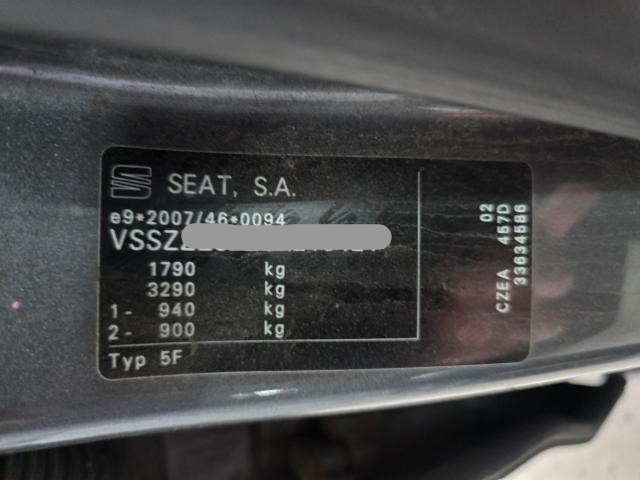 SEAT, S.A.
e9*2007/46*0094
VSSZ
1790 kg
3290 kg
1- 940 kg
2- 900 kg
Typ 5F
02
CZEA 457D
33634586